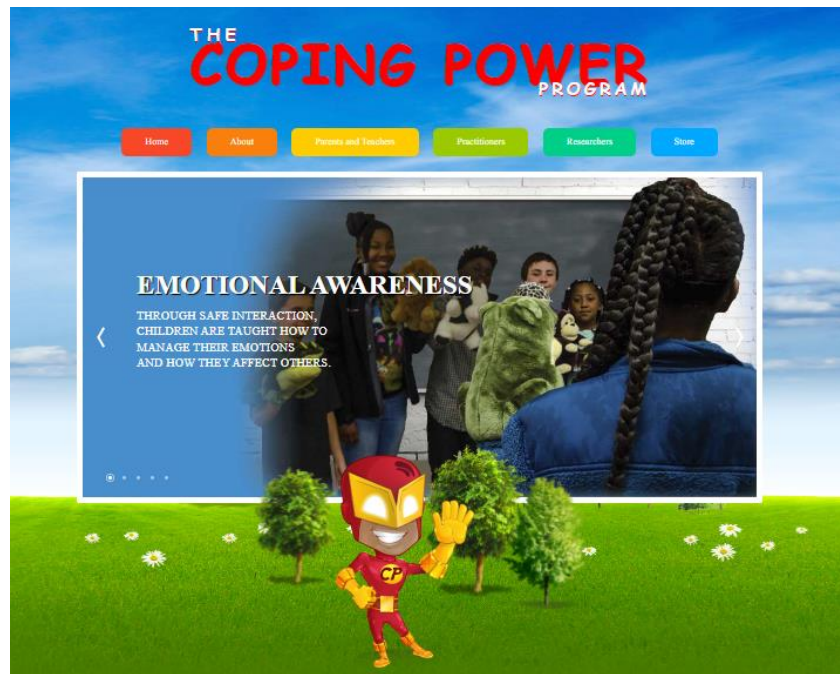 THE
COPING POWER
PROGRAM
Home About Parents and Teachers Practitioners Researchers Store
EMOTIONAL AWARENESS
THROUGH SAFE INTERACTION,
CHILDREN ARE TAUGHT HOW TO
MANAGE THEIR EMOTIONS
AND HOW THEY AFFECT OTHERS.
CP